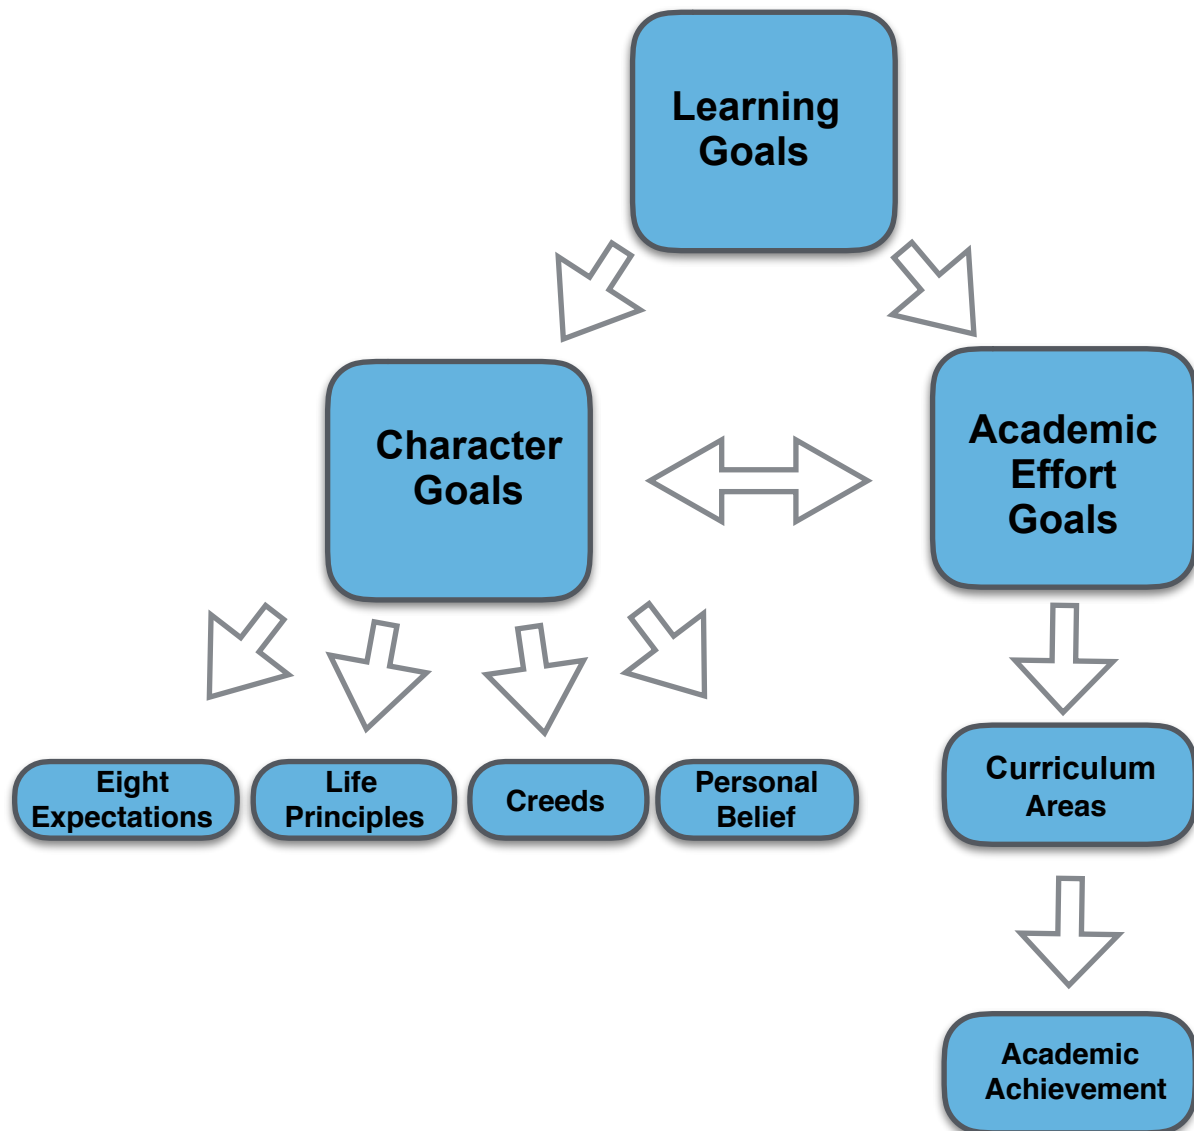 Learning
Goals
Character
Goals
Academic
Effort
Goals
Eight
Expectations
Life
Principles
Creeds
Personal
Belief
Curriculum
Areas
Academic
Achievement